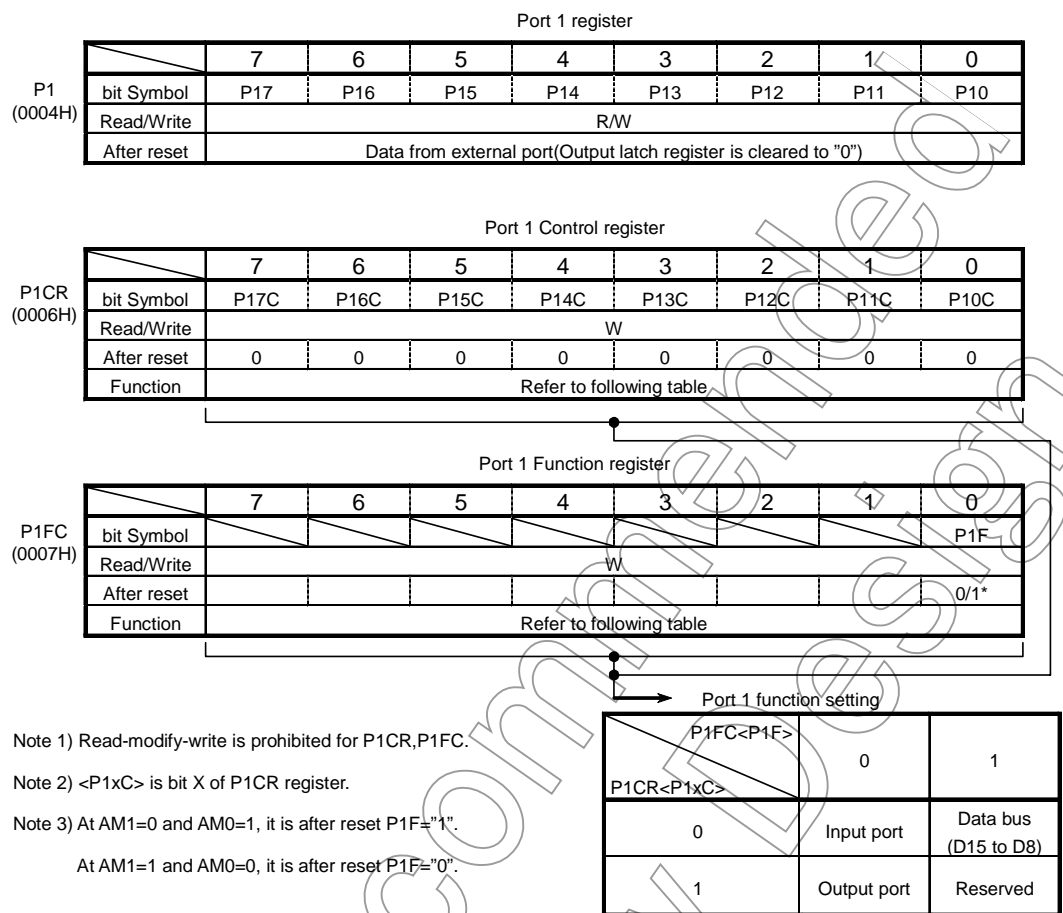 Port 1 register
7 6 5 4 3 2 1 0
P1
(0004H)
bit Symbol P17 P16 P15 P14 P13 P12 P11 P10
Read/Write R/W
After reset Data from external port(Output latch register is cleared to ”0”)
Port 1 Control register
7 6 5 4 3 2 1 0
P1CR
(0006H)
bit Symbol P17C P16C P15C P14C P13C P12C P11C P10C
Read/Write W
After reset 0 0 0 0 0 0 0 0
Function Refer to following table
Port 1 Function register
7 6 5 4 3 2 1 0
P1FC
(0007H)
bit Symbol P1F
Read/Write W
After reset 0/1*
Function Refer to following table
Port 1 function setting
P1FC<P1F> 0 1
P1CR<P1xC>
0 Input port Data bus
(D15 to D8)
1 Output port Reserved
Note 1) Read-modify-write is prohibited for P1CR,P1FC.
Note 2) <P1xC> is bit X of P1CR register.
Note 3) At AM1=0 and AM0=1, it is after reset P1F=”1”.
At AM1=1 and AM0=0, it is after reset P1F=”0”.
commended
Design